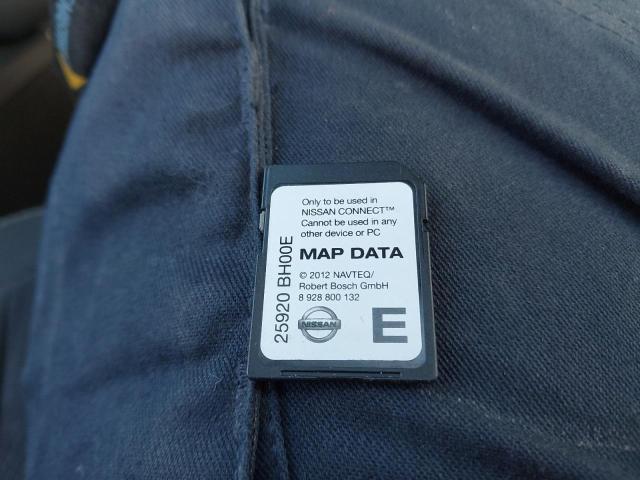 Only to be used in
NISSAN CONNECT™
Cannot be used in any
other device or PC
MAP DATA
© 2012 NAVTEQ/
Robert Bosch GmbH
8 928 800 132
NISSAN
E
25920 BH00E